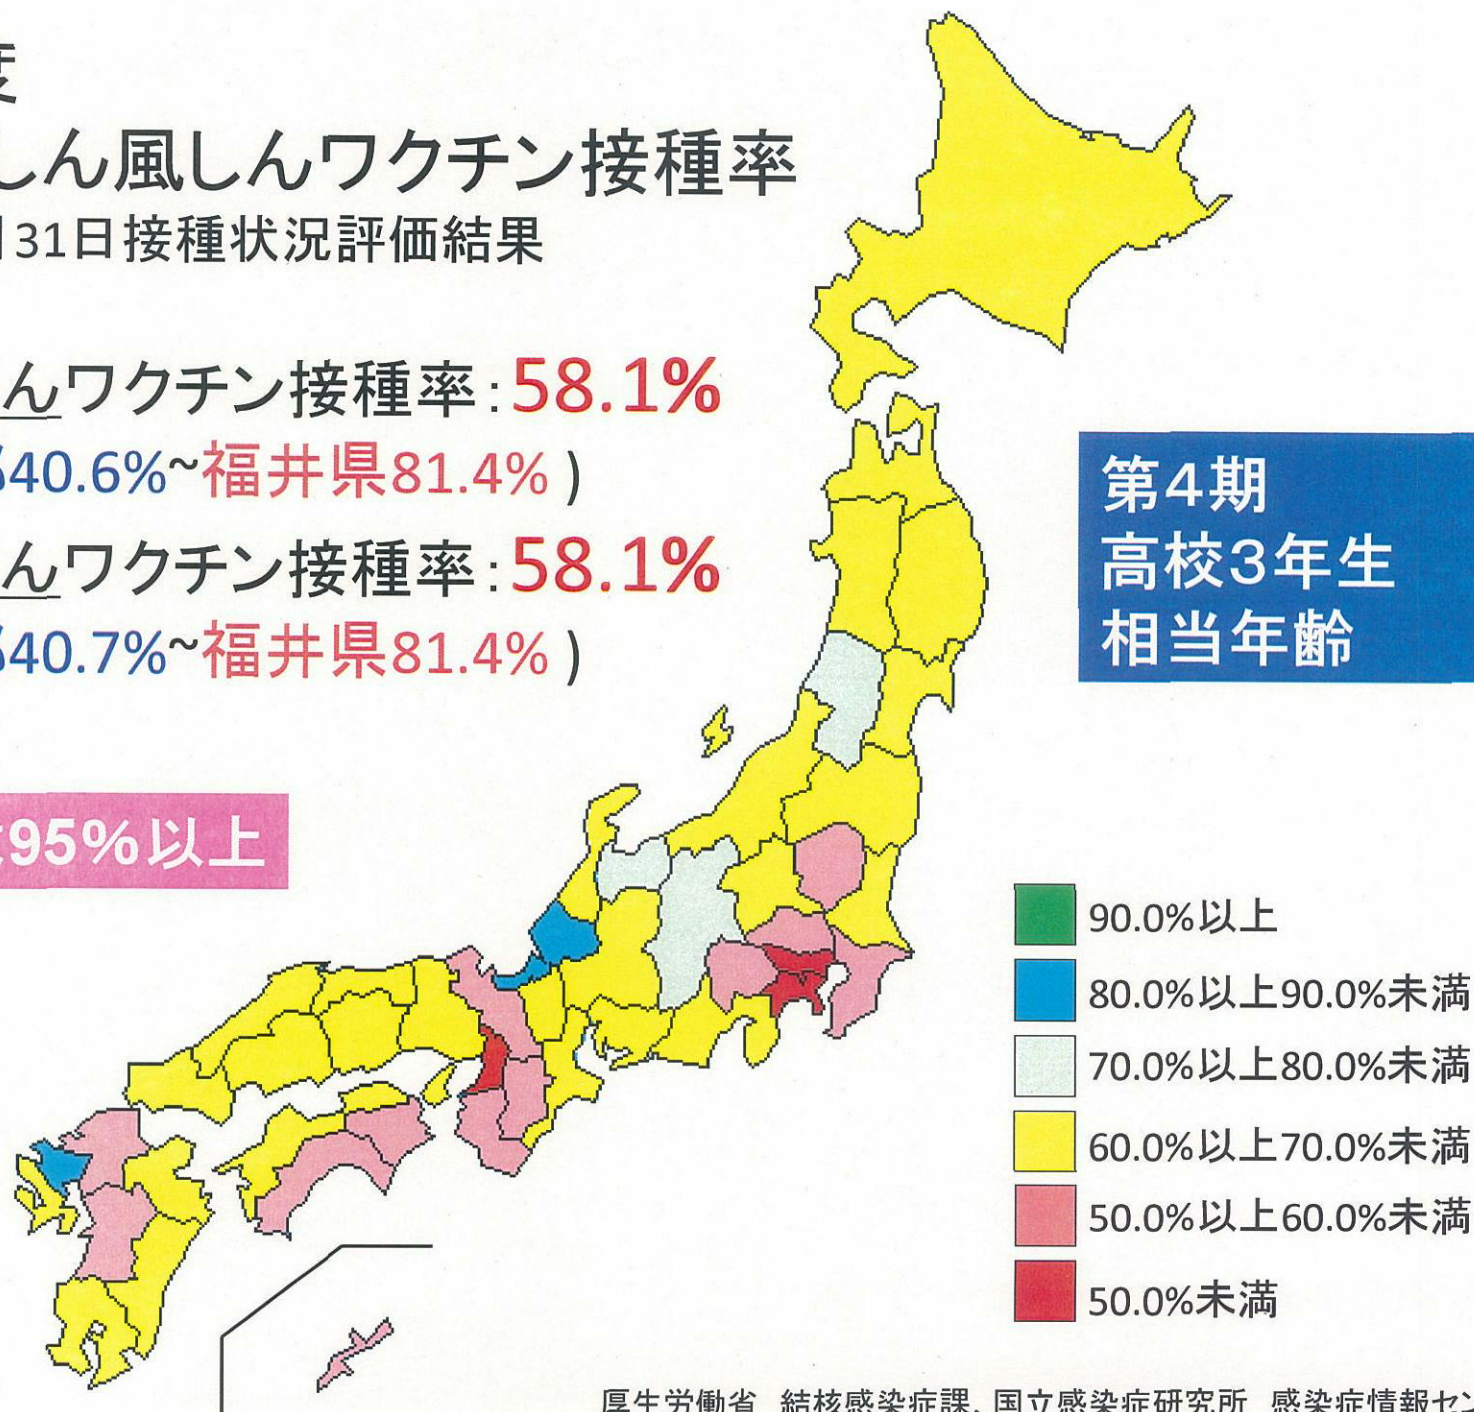 度
しん風しんワクチン接種率
月31日接種状況評価結果
んワクチン接種率:58.1%
40.6%~福井県81.4% )
んワクチン接種率:58.1%
40.7%~福井県81.4% )
95%以上
第4期
高校3年生
相当年齢
90.0%以上
80.0%以上90.0%未満
70.0%以上80.0%未満
60.0%以上70.0%未満
50.0%以上60.0%未満
50.0%未満
厚生労働省 結核感染症課、国立感染症研究所 感染症情報セン